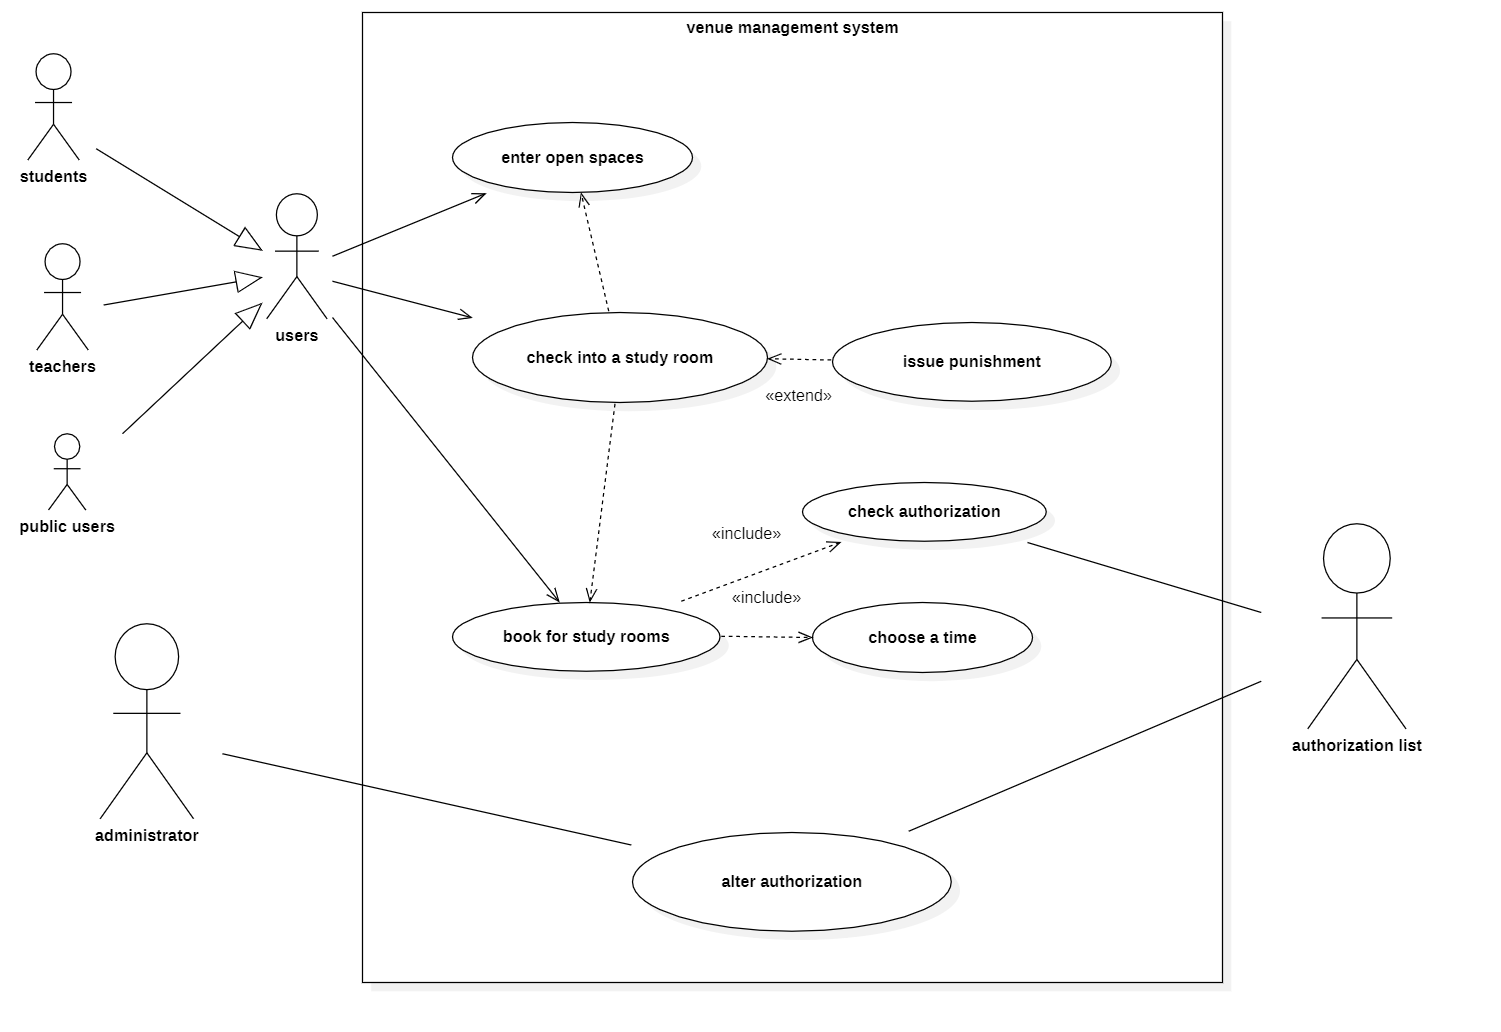 venue management system
students
enter open spaces
users
teachers
check into a study room
issue punishment
«extend»
public users
check authorization
«include»
«include»
book for study rooms
choose a time
authorization list
administrator
alter authorization